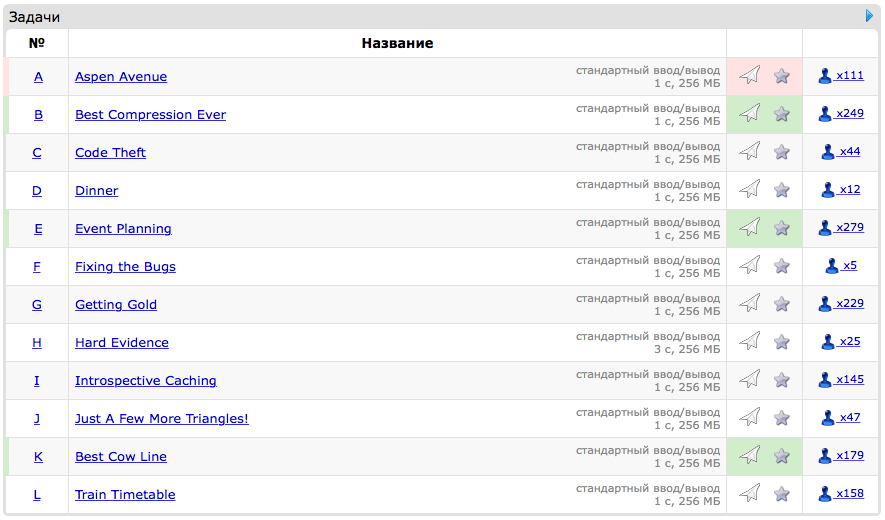 Задачи
№ Название
A Aspen Avenue стандартный ввод/вывод x111
1 с, 256 МБ
B Best Compression Ever стандартный ввод/вывод x249
1 с, 256 МБ
C Code Theft стандартный ввод/вывод x44
1 с, 256 МБ
D Dinner стандартный ввод/вывод x12
1 с, 256 МБ
E Event Planning стандартный ввод/вывод x279
1 с, 256 МБ
F Fixing the Bugs стандартный ввод/вывод x5
1 с, 256 МБ
G Getting Gold стандартный ввод/вывод x229
1 с, 256 МБ
H Hard Evidence стандартный ввод/вывод x25
3 с, 256 МБ
I Introspective Caching стандартный ввод/вывод x145
1 с, 256 МБ
J Just A Few More Triangles! стандартный ввод/вывод x47
1 с, 256 МБ
K Best Cow Line стандартный ввод/вывод x179
1 с, 256 МБ
L Train Timetable стандартный ввод/вывод x158
1 с, 256 МБ